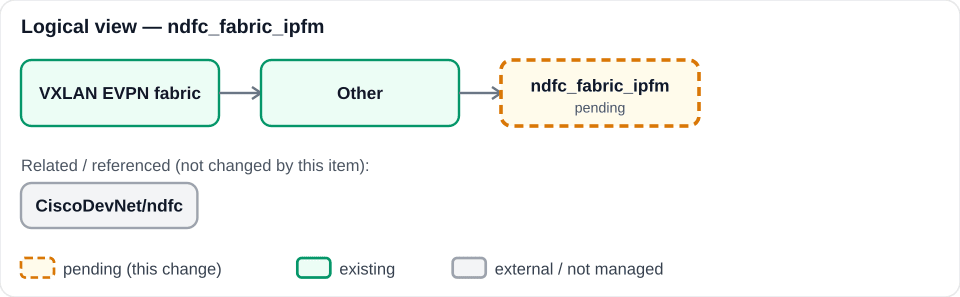 Logical view — ndfc_fabric_ipfm
VXLAN EVPN fabric
Other
ndfc_fabric_ipfm
pending
Related / referenced (not changed by this item):
CiscoDevNet/ndfc
pending (this change)
existing
external / not managed